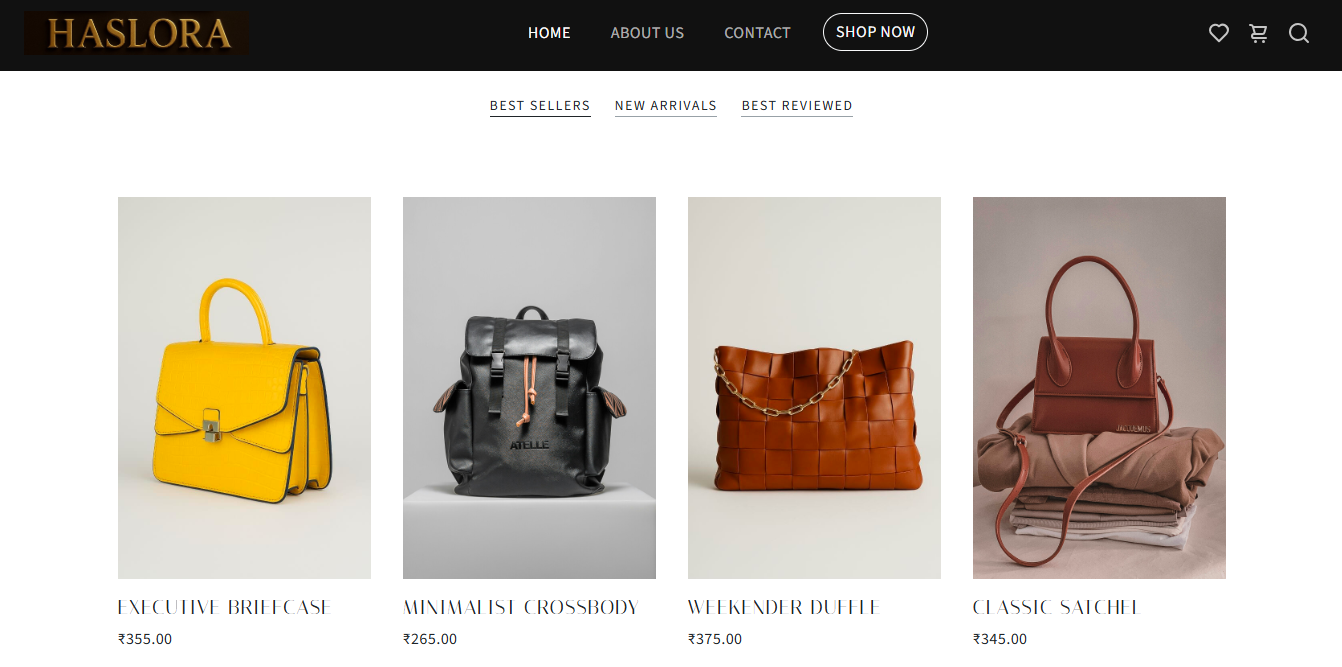 HASLORA
HOME
ABOUT US
CONTACT
SHOP NOW
BEST SELLERS
NEW ARRIVALS
BEST REVIEWED
ATELLE
JACQUEMUS
EXECUTIVE BRIEFCASE
₹355.00
MINIMALIST CROSSBODY
₹265.00
WEEKENDER DUFFLE
₹375.00
CLASSIC SATCHEL
₹345.00